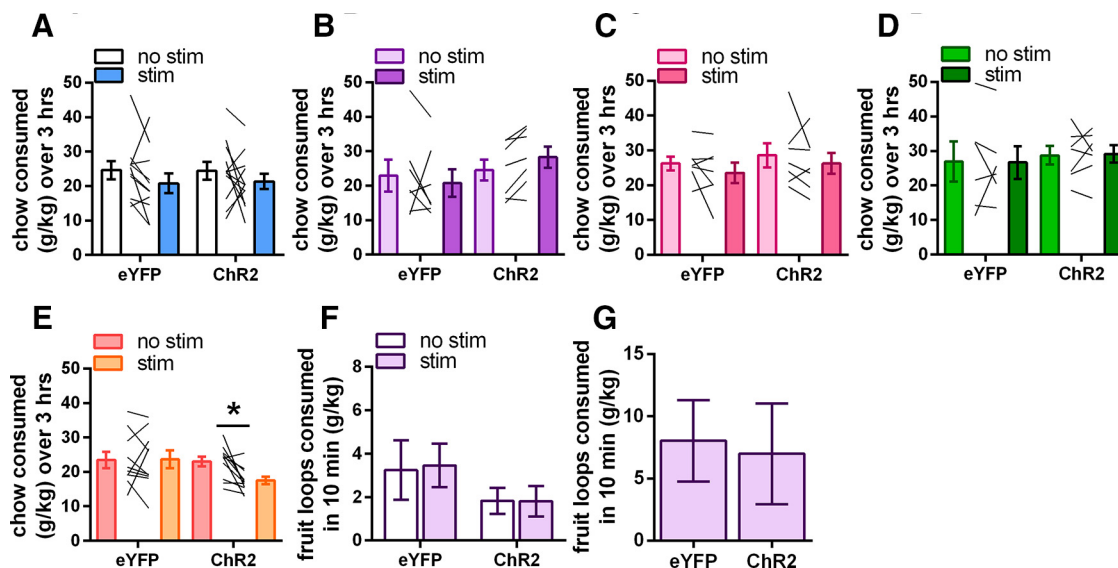 A
no stim
stim
chow consumed
(g/kg) over 3 hrs
50
40
30
20
10
0
eYFP
ChR2
B
no stim
stim
chow consumed
(g/kg) over 3 hrs
50
40
30
20
10
0
eYFP
ChR2
C
no stim
stim
chow consumed
(g/kg) over 3 hrs
50
40
30
20
10
0
eYFP
ChR2
D
no stim
stim
chow consumed
(g/kg) over 3 hrs
50
40
30
20
10
0
eYFP
ChR2
E
no stim
stim
chow consumed
(g/kg) over 3 hrs
50
40
30
20
10
0
*
eYFP
ChR2
F
no stim
stim
fruit loops consumed
in 10 min (g/kg)
8
6
4
2
0
eYFP
ChR2
G
fruit loops consumed
in 10 min (g/kg)
15
10
5
0
eYFP
ChR2